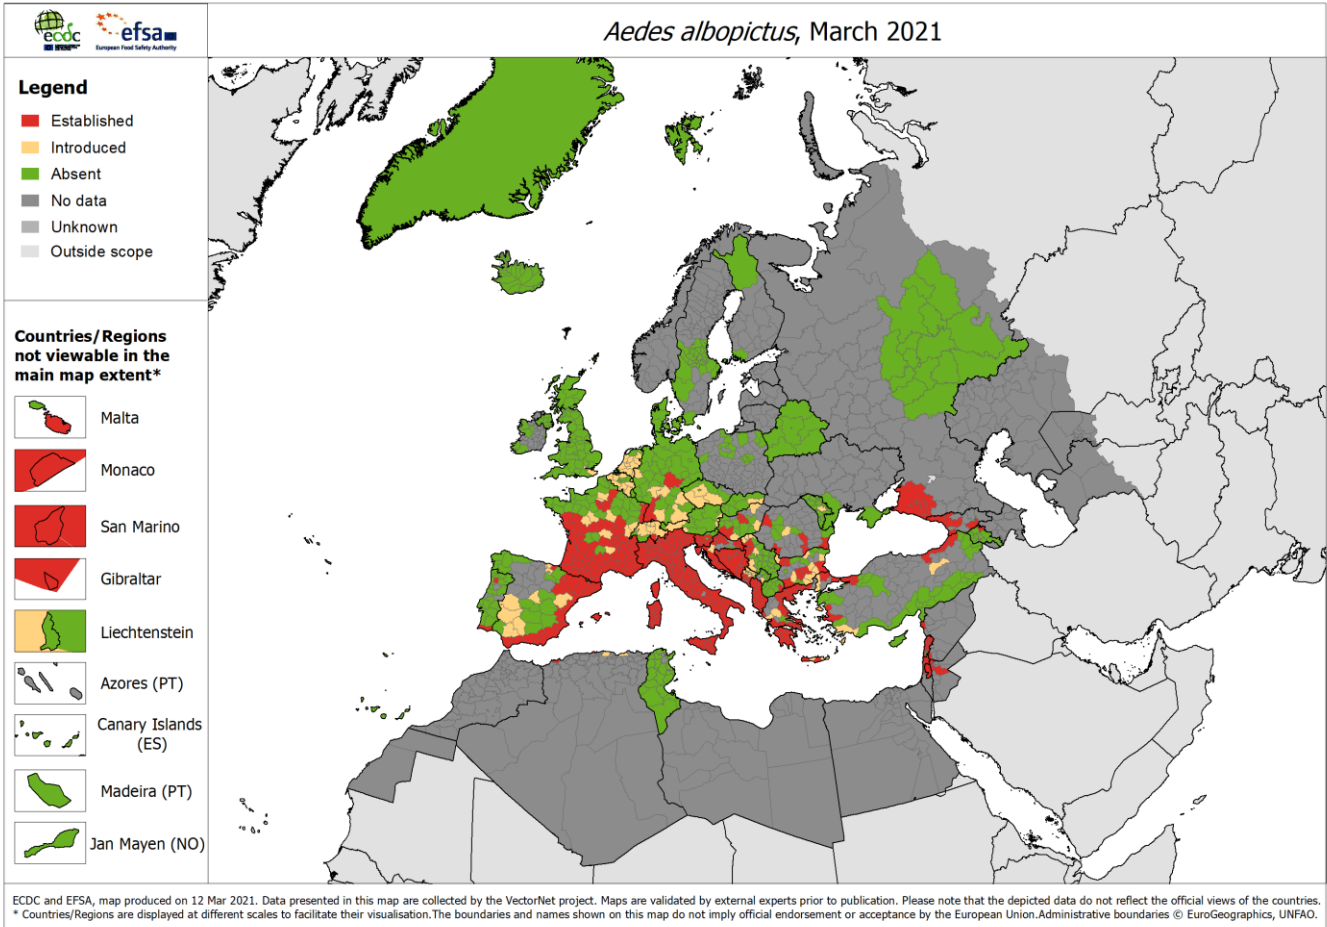 ecdc
efsa
European Food Safety Authority
Aedes albopictus, March 2021
Legend
Established
Introduced
Absent
No data
Unknown
Outside scope
Countries/Regions
not viewable in the
main map extent*
Malta
Monaco
San Marino
Gibraltar
Liechtenstein
Azores (PT)
Canary Islands
(ES)
Madeira (PT)
Jan Mayen (NO)
ECDC and EFSA, map produced on 12 Mar 2021. Data presented in this map are collected by the VectorNet project. Maps are validated by external experts prior to publication. Please note that the depicted data do not reflect the official views of the countries.
* Countries/Regions are displayed at different scales to facilitate their visualisation.The boundaries and names shown on this map do not imply official endorsement or acceptance by the European Union.Administrative boundaries © EuroGeographics, UNFAO.